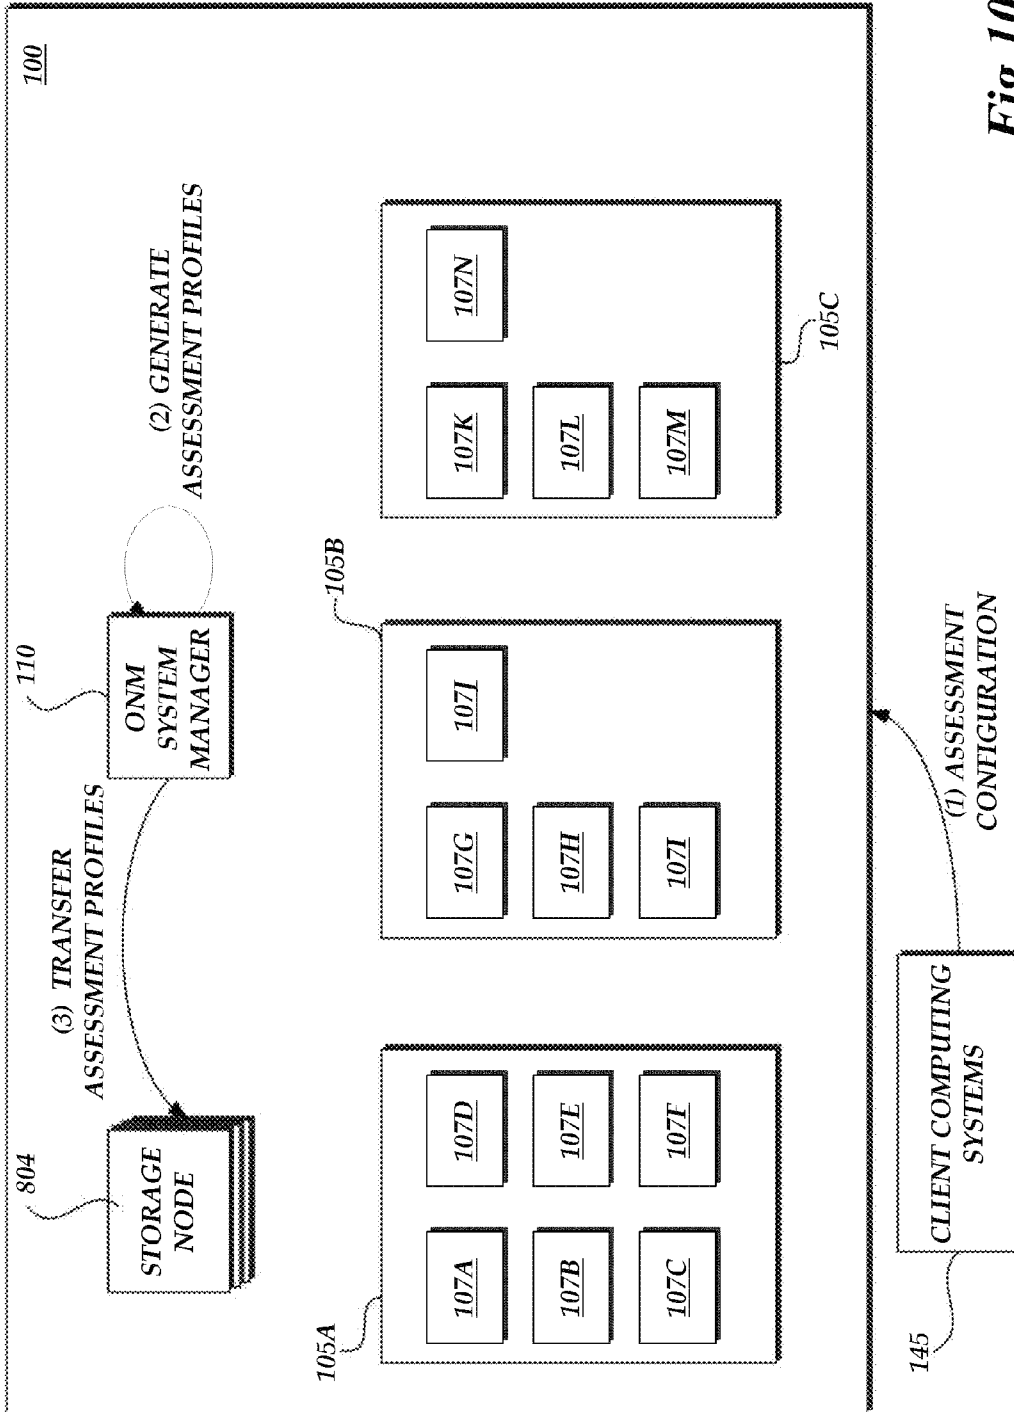 100
804
STORAGE
NODE
(3) TRANSFER
ASSESSMENT PROFILES
110
ONM
SYSTEM
MANAGER
(2) GENERATE
ASSESSMENT PROFILES
105A
107A
107D
107B
107E
107C
107F
105B
107G
107J
107H
107I
105C
107K
107N
107L
107M
145
CLIENT COMPUTING
SYSTEMS
(1) ASSESSMENT
CONFIGURATION
Fig. 10